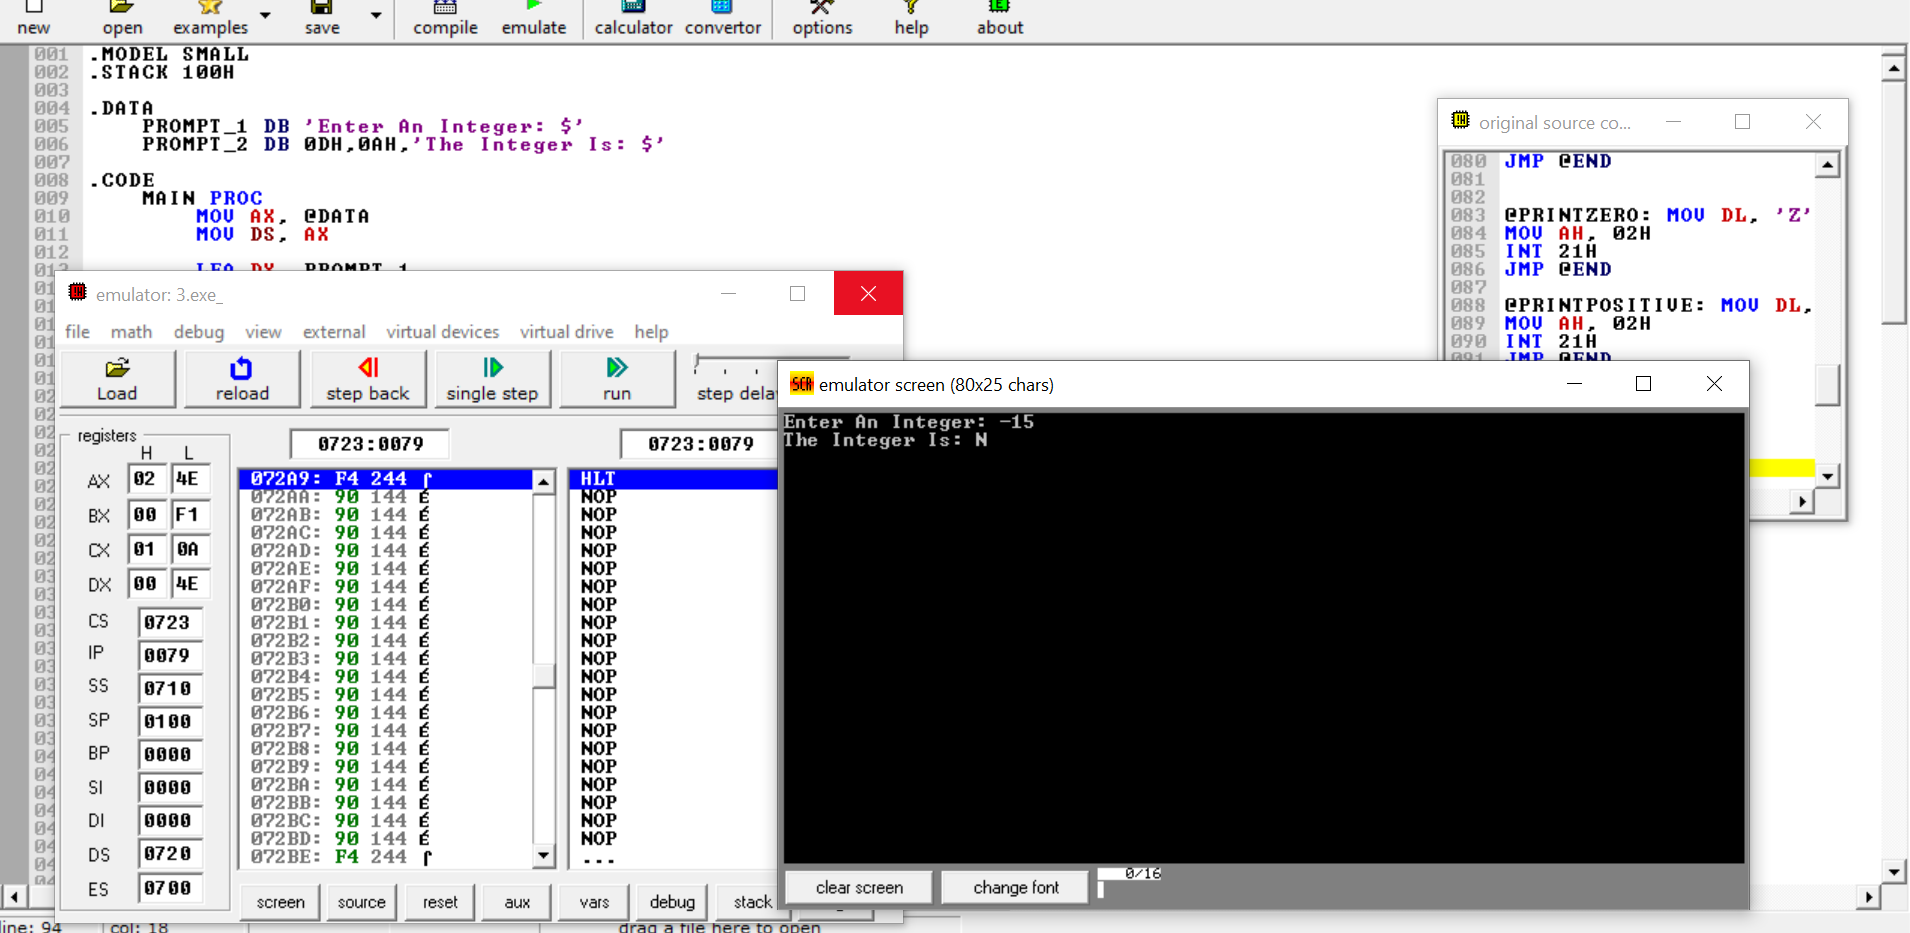 new open examples save compile emulate calculator convertor options help about
001 .MODEL SMALL
002 .STACK 100H
003
004 .DATA
005 PROMPT_1 DB 'Enter An Integer: $'
006 PROMPT_2 DB 0DH,0AH,'The Integer Is: $'
007
008 .CODE
009 MAIN PROC
010 MOV AX, @DATA
011 MOV DS, AX
012
LEA DX, PROMPT_1
original source co...
080 JMP @END
081
082
083 @PRINTZERO: MOV DL, 'Z'
084 MOV AH, 02H
085 INT 21H
086 JMP @END
087
088 @PRINTPOSITIVE: MOV DL,
089 MOV AH, 02H
090 INT 21H
091 JMP @END
emulator: 3.exe_
file math debug view external virtual devices virtual drive help
Load reload step back single step run step dela
registers
H L
AX 02 4E
BX 00 F1
CX 01 0A
DX 00 4E
CS 0723
IP 0079
SS 0710
SP 0100
BP 0000
SI 0000
DI 0000
DS 0720
ES 0700
0723:0079 0723:0079
072A9: F4 244 ⌠ HLT
072AA: 90 144 É NOP
072AB: 90 144 É NOP
072AC: 90 144 É NOP
072AD: 90 144 É NOP
072AE: 90 144 É NOP
072AF: 90 144 É NOP
072B0: 90 144 É NOP
072B1: 90 144 É NOP
072B2: 90 144 É NOP
072B3: 90 144 É NOP
072B4: 90 144 É NOP
072B5: 90 144 É NOP
072B6: 90 144 É NOP
072B7: 90 144 É NOP
072B8: 90 144 É NOP
072B9: 90 144 É NOP
072BA: 90 144 É NOP
072BB: 90 144 É NOP
072BC: 90 144 É NOP
072BD: 90 144 É NOP
072BE: F4 244 ⌠ ...
screen source reset aux vars debug stack
SCR emulator screen (80x25 chars)
Enter An Integer: -15
The Integer Is: N
clear screen change font 0/16
line: 94 col: 18 drag a file here to open